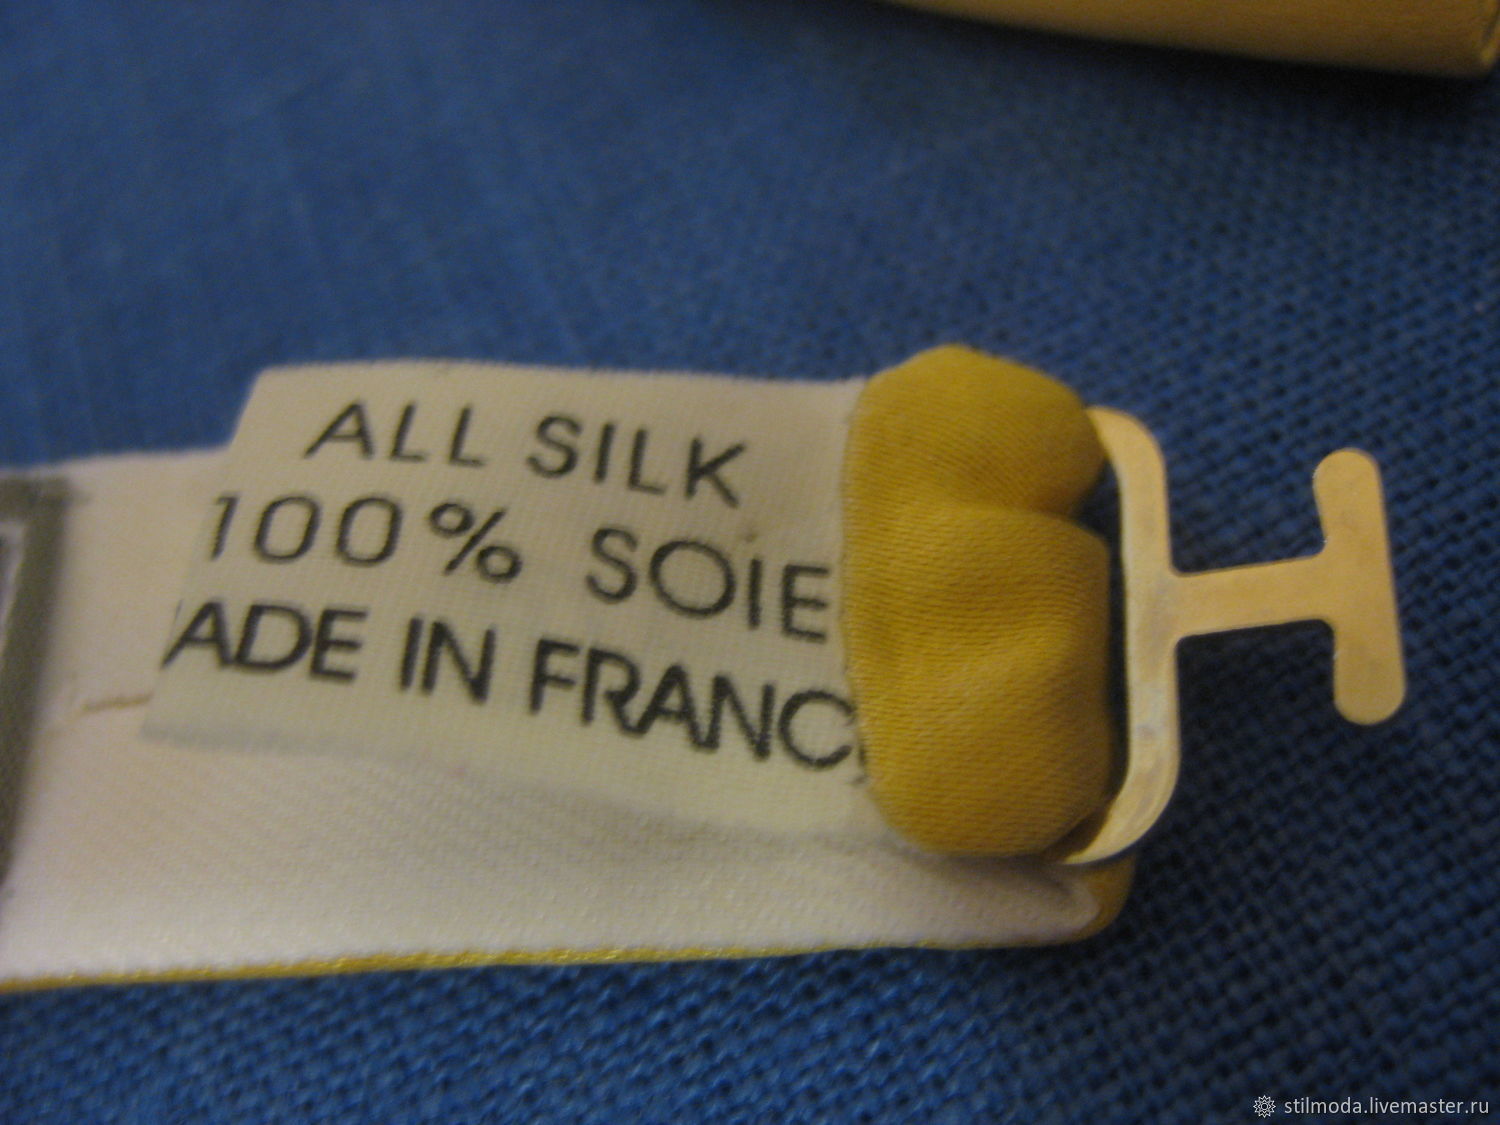 ALL SILK
100% SOIE
ADE IN FRANC
stilmoda.livemaster.ru